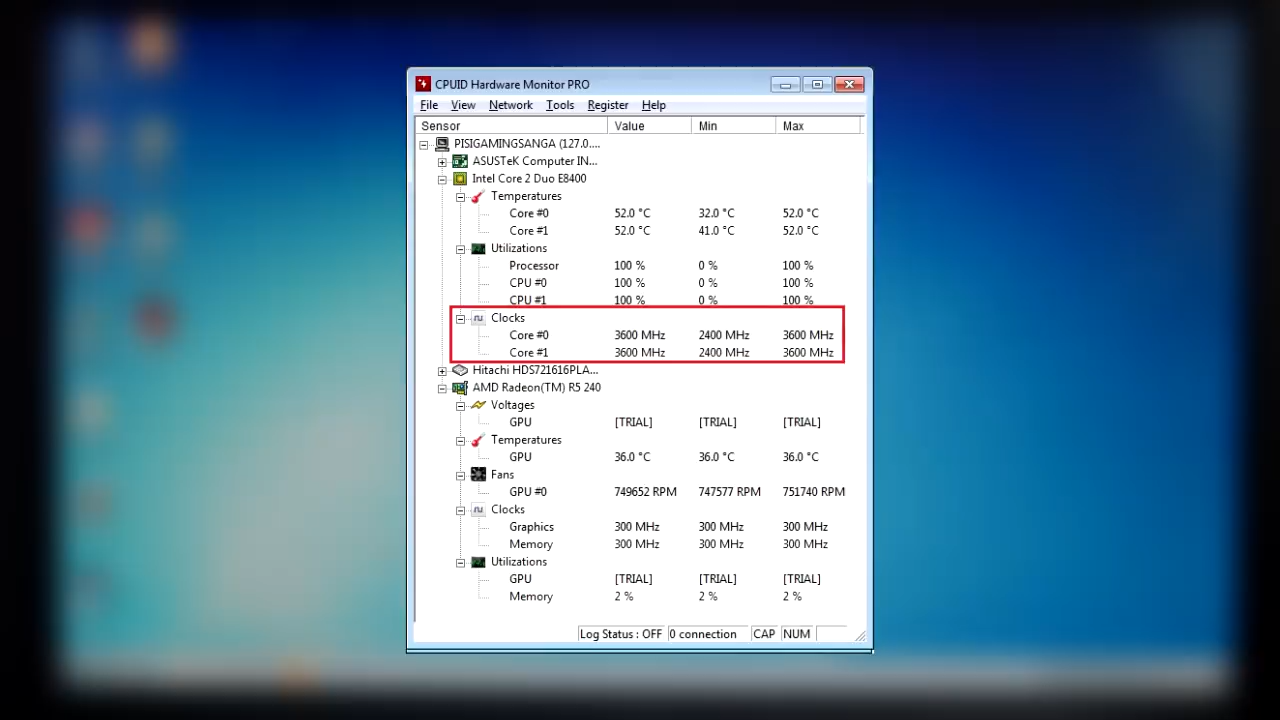 CPUID Hardware Monitor PRO
File View Network Tools Register Help
Sensor Value Min Max
PISIGAMINGSANGA (127.0....
ASUSTeK Computer IN...
Intel Core 2 Duo E8400
Temperatures
Core #0 52.0 °C 32.0 °C 52.0 °C
Core #1 52.0 °C 41.0 °C 52.0 °C
Utilizations
Processor 100 % 0 % 100 %
CPU #0 100 % 0 % 100 %
CPU #1 100 % 0 % 100 %
Clocks
Core #0 3600 MHz 2400 MHz 3600 MHz
Core #1 3600 MHz 2400 MHz 3600 MHz
Hitachi HDS721616PLA...
AMD Radeon(TM) R5 240
Voltages
GPU [TRIAL] [TRIAL] [TRIAL]
Temperatures
GPU 36.0 °C 36.0 °C 36.0 °C
Fans
GPU #0 749652 RPM 747577 RPM 751740 RPM
Clocks
Graphics 300 MHz 300 MHz 300 MHz
Memory 300 MHz 300 MHz 300 MHz
Utilizations
GPU [TRIAL] [TRIAL] [TRIAL]
Memory 2 % 2 % 2 %
Log Status : OFF 0 connection CAP NUM